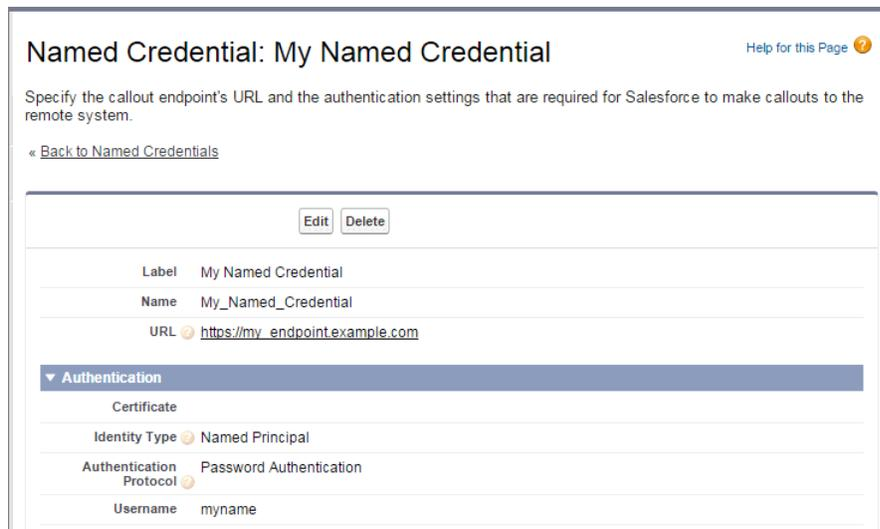 Named Credential: My Named Credential
Help for this Page ?
Specify the callout endpoint's URL and the authentication settings that are required for Salesforce to make callouts to the
remote system.
« Back to Named Credentials
Edit Delete
Label My Named Credential
Name My_Named_Credential
URL ? https://my_endpoint.example.com
▼ Authentication
Certificate
Identity Type ? Named Principal
Authentication Password Authentication
Protocol ?
Username myname